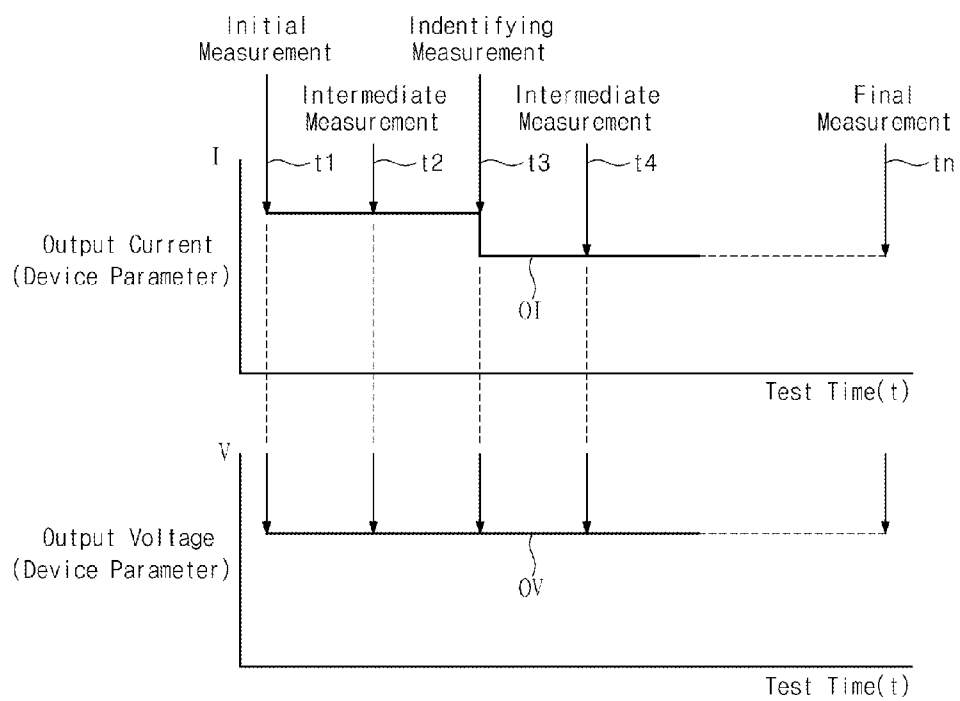 Initial
Measurement
Indentifying
Measurement
Intermediate
Measurement
Intermediate
Measurement
Final
Measurement
t1
t2
t3
t4
tn
I
Output Current
(Device Parameter)
OI
Test Time(t)
V
Output Voltage
(Device Parameter)
OV
Test Time(t)